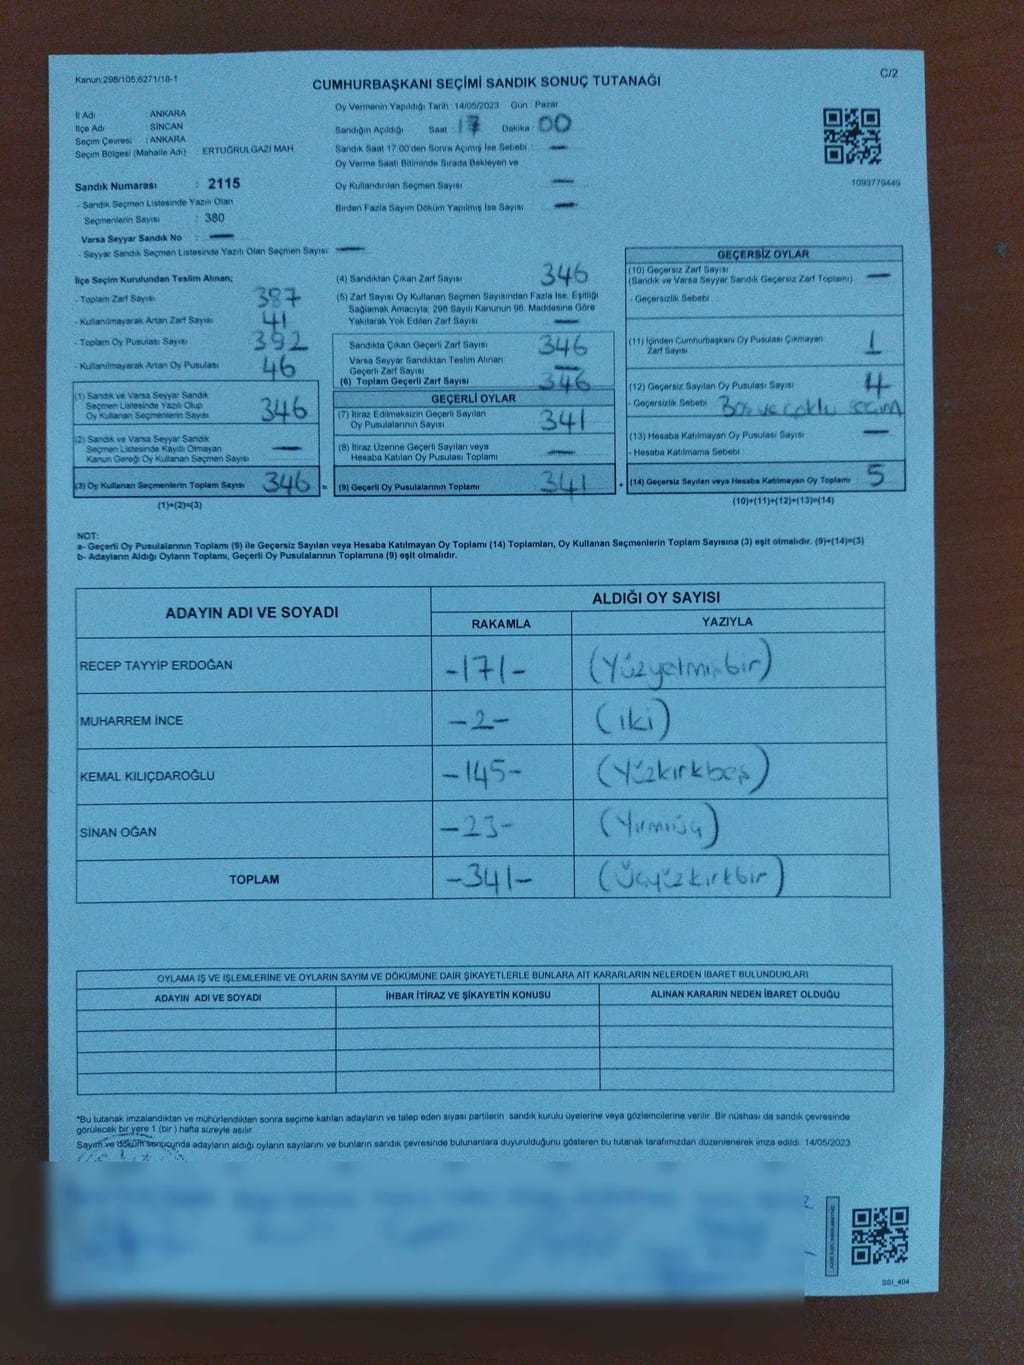 Kanun:298/105;6271/18-1
C/2
CUMHURBAŞKANI SEÇİMİ SANDIK SONUÇ TUTANAĞI
İl Adı ANKARA
İlçe Adı : SİNCAN
Seçim Çevresi : ANKARA
Seçim Bölgesi (Mahalle Adı) : ERTUĞRULGAZİ MAH
Sandık Numarası : 2115
- Sandık Seçmen Listesinde Yazılı Olan
Seçmenlerin Sayısı : 380
Varsa Seyyar Sandık No : —
- Seyyar Sandık Seçmen Listesinde Yazılı Olan Seçmen Sayısı : —
Oy Vermenin Yapıldığı Tarih : 14/05/2023 Gün : Pazar
Sandığın Açıldığı Saat : 17 Dakika : 00
Sandık Saat 17.00'den Sonra Açımış İse Sebebi : —
Oy Verme Saati Bitiminde Sırada Bekleyen ve
Oy Kullandırılan Seçmen Sayısı —
Birden Fazla Sayım Döküm Yapılmış İse Sayısı —
1093779449
İlçe Seçim Kurulundan Teslim Alınan;
- Toplam Zarf Sayısı 387
- Kullanılmayarak Artan Zarf Sayısı 41
- Toplam Oy Pusulası Sayısı 392
- Kullanılmayarak Artan Oy Pusulası 46
(1) Sandık ve Varsa Seyyar Sandık
Seçmen Listesinde Yazılı Olup
Oy Kullanan Seçmenlerin Sayısı 346
(2) Sandık ve Varsa Seyyar Sandık
Seçmen Listesinde Kayıtlı Olmayan
Kanun Gereği Oy Kullanan Seçmen Sayısı —
(3) Oy Kullanan Seçmenlerin Toplam Sayısı 346 =
(1)+(2)=(3)
(4) Sandıktan Çıkan Zarf Sayısı 346
(5) Zarf Sayısı Oy Kullanan Seçmen Sayısından Fazla İse, Eşitliği
Sağlamak Amacıyla; 298 Sayılı Kanunun 98. Maddesine Göre
Yakılarak Yok Edilen Zarf Sayısı —
Sandıkta Çıkan Geçerli Zarf Sayısı 346
Varsa Seyyar Sandıktan Teslim Alınan
Geçerli Zarf Sayısı —
(6) Toplam Geçerli Zarf Sayısı 346
GEÇERLİ OYLAR
(7) İtiraz Edilmeksizin Geçerli Sayılan
Oy Pusulalarının Sayısı 341
(8) İtiraz Üzerine Geçerli Sayılan veya
Hesaba Katılan Oy Pusulası Toplamı —
(9) Geçerli Oy Pusulalarının Toplamı 341 +
GEÇERSİZ OYLAR
(10) Geçersiz Zarf Sayısı
(Sandık ve Varsa Seyyar Sandık Geçersiz Zarf Toplamı) —
- Geçersizlik Sebebi :
(11) İçinden Cumhurbaşkanı Oy Pusulası Çıkmayan
Zarf Sayısı 1
(12) Geçersiz Sayılan Oy Pusulası Sayısı 4
- Geçersizlik Sebebi : Boş ve çoklu seçim
(13) Hesaba Katılmayan Oy Pusulası Sayısı —
- Hesaba Katılmama Sebebi :
(14) Geçersiz Sayılan veya Hesaba Katılmayan Oy Toplamı 5
(10)+(11)+(12)+(13)=(14)
NOT:
a- Geçerli Oy Pusulalarının Toplamı (9) ile Geçersiz Sayılan veya Hesaba Katılmayan Oy Toplamı (14) Toplamları, Oy Kullanan Seçmenlerin Toplam Sayısına (3) eşit olmalıdır. (9)+(14)=(3)
b- Adayların Aldığı Oyların Toplamı, Geçerli Oy Pusulalarının Toplamına (9) eşit olmalıdır.
ADAYIN ADI VE SOYADI ALDIĞI OY SAYISI
RAKAMLA YAZIYLA
RECEP TAYYİP ERDOĞAN -171- (Yüzyetmişbir)
MUHARREM İNCE -2- (iki)
KEMAL KILIÇDAROĞLU -145- (Yüzkırkbeş)
SİNAN OĞAN -23- (Yirmiüç)
TOPLAM -341- (Üçyüzkırkbir)
OYLAMA İŞ VE İŞLEMLERİNE VE OYLARIN SAYIM VE DÖKÜMÜNE DAİR ŞİKAYETLERLE BUNLARA AİT KARARLARIN NELERDEN İBARET BULUNDUKLARI
ADAYIN ADI VE SOYADI İHBAR İTİRAZ VE ŞİKAYETİN KONUSU ALINAN KARARIN NEDEN İBARET OLDUĞU
*Bu tutanak imzalandıktan ve mühürlendikten sonra seçime katılan adayların ve talep eden siyasi partilerin sandık kurulu üyelerine veya gözlemcilerine verilir. Bir nüshası da sandık çevresinde
görülecek bir yere 1 (bir) hafta süreyle asılır.
Sayım ve döküm sonucunda adayların aldığı oyların sayılarını ve bunların sandık çevresinde bulunanlara duyurulduğunu gösteren bu tutanak tarafımızdan düzenlenerek imza edildi. 14/05/2023
SSI_404